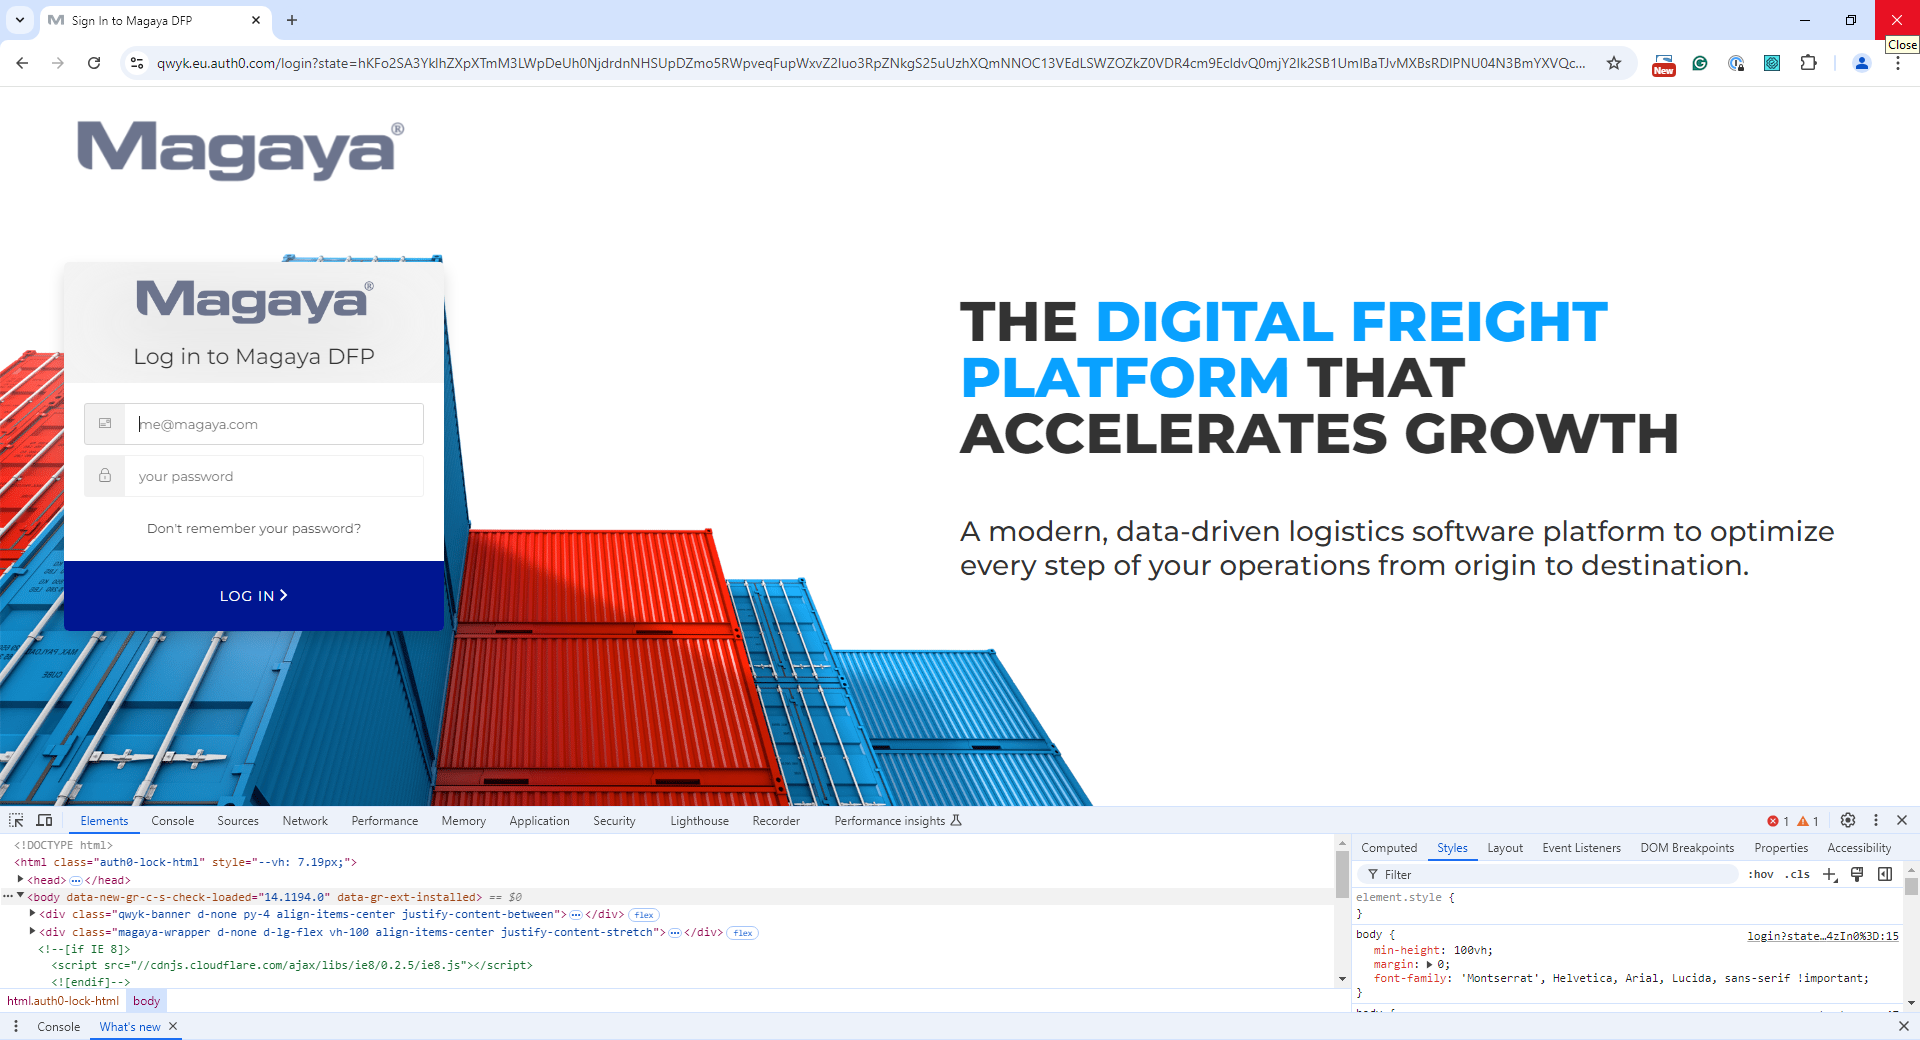 Sign In to Magaya DFP
Close
qwyk.eu.auth0.com/login?state=hKFo2SA3YklhZXpXTmM3LWpDeUh0NjdrdnNHSUpDZmo5RWpveqFupWxvZ2luo3RpZNkgS25uUzhXQmNNOC13VEdLSWZOZkZ0VDR4cm9EcldvQ0mjY2lk2SB1UmlBaTJvMXBsRDlPNU04N3BmYXVQc...
New
Magaya®
Magaya®
Log in to Magaya DFP
me@magaya.com
your password
Don't remember your password?
LOG IN
THE DIGITAL FREIGHT
PLATFORM THAT
ACCELERATES GROWTH
A modern, data-driven logistics software platform to optimize
every step of your operations from origin to destination.
Elements Console Sources Network Performance Memory Application Security Lighthouse Recorder Performance insights 1 1
<!DOCTYPE html>
<html class="auth0-lock-html" style="--vh: 7.19px;">
<head> ••• </head>
••• <body data-new-gr-c-s-check-loaded="14.1194.0" data-gr-ext-installed> == $0
<div class="qwyk-banner d-none py-4 align-items-center justify-content-between"> ••• </div> flex
<div class="magaya-wrapper d-none d-lg-flex vh-100 align-items-center justify-content-stretch"> ••• </div> flex
<!--[if IE 8]>
<script src="//cdnjs.cloudflare.com/ajax/libs/ie8/0.2.5/ie8.js"></script>
<![endif]-->
html.auth0-lock-html body
Computed Styles Layout Event Listeners DOM Breakpoints Properties Accessibility
Filter :hov .cls
element.style {
}
body { login?state…4zIn0%3D:15
min-height: 100vh;
margin: 0;
font-family: 'Montserrat', Helvetica, Arial, Lucida, sans-serif !important;
}
Console What's new